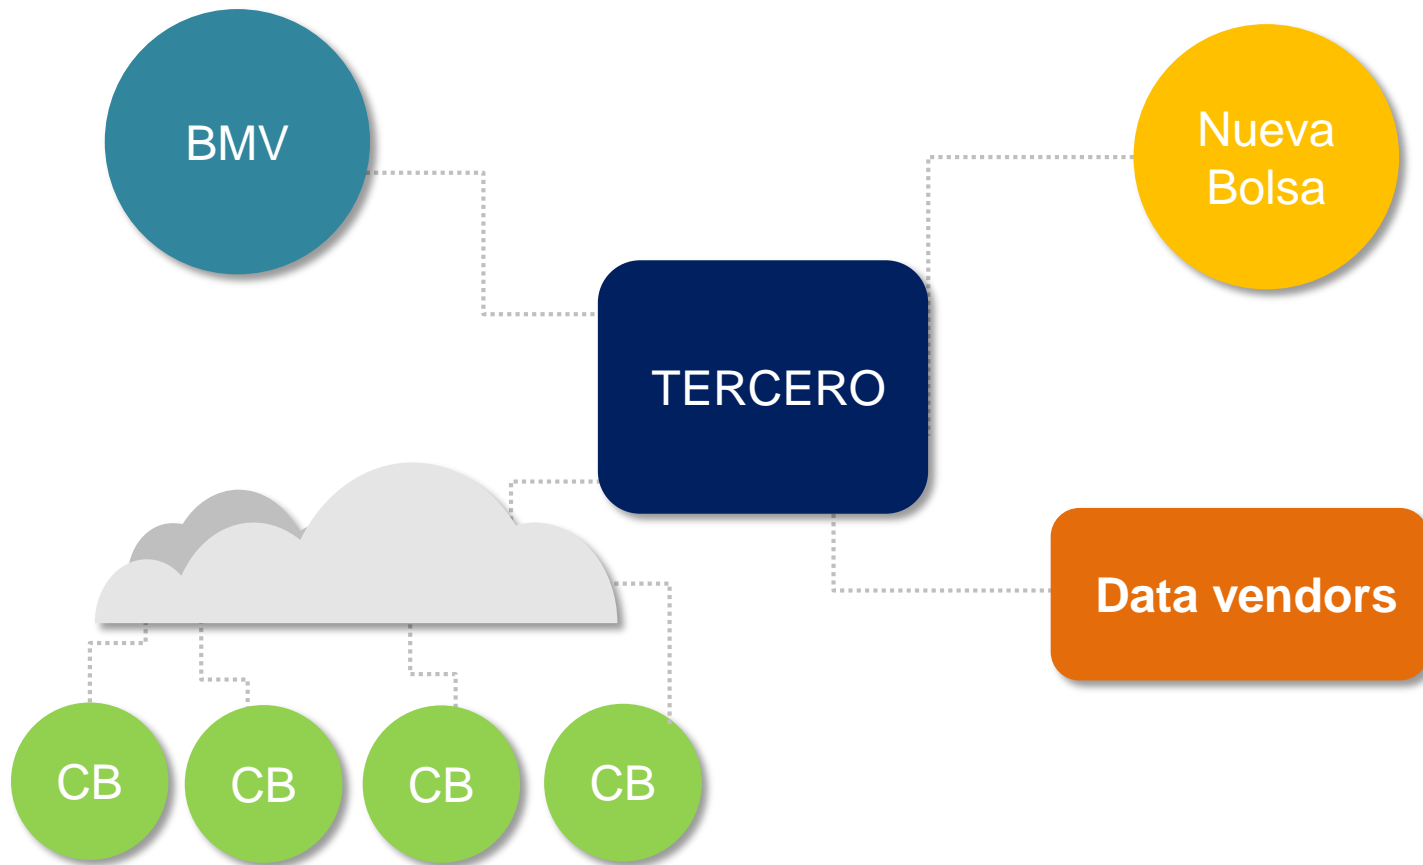 BMV
Nueva
Bolsa
TERCERO
Data vendors
CB
CB
CB
CB